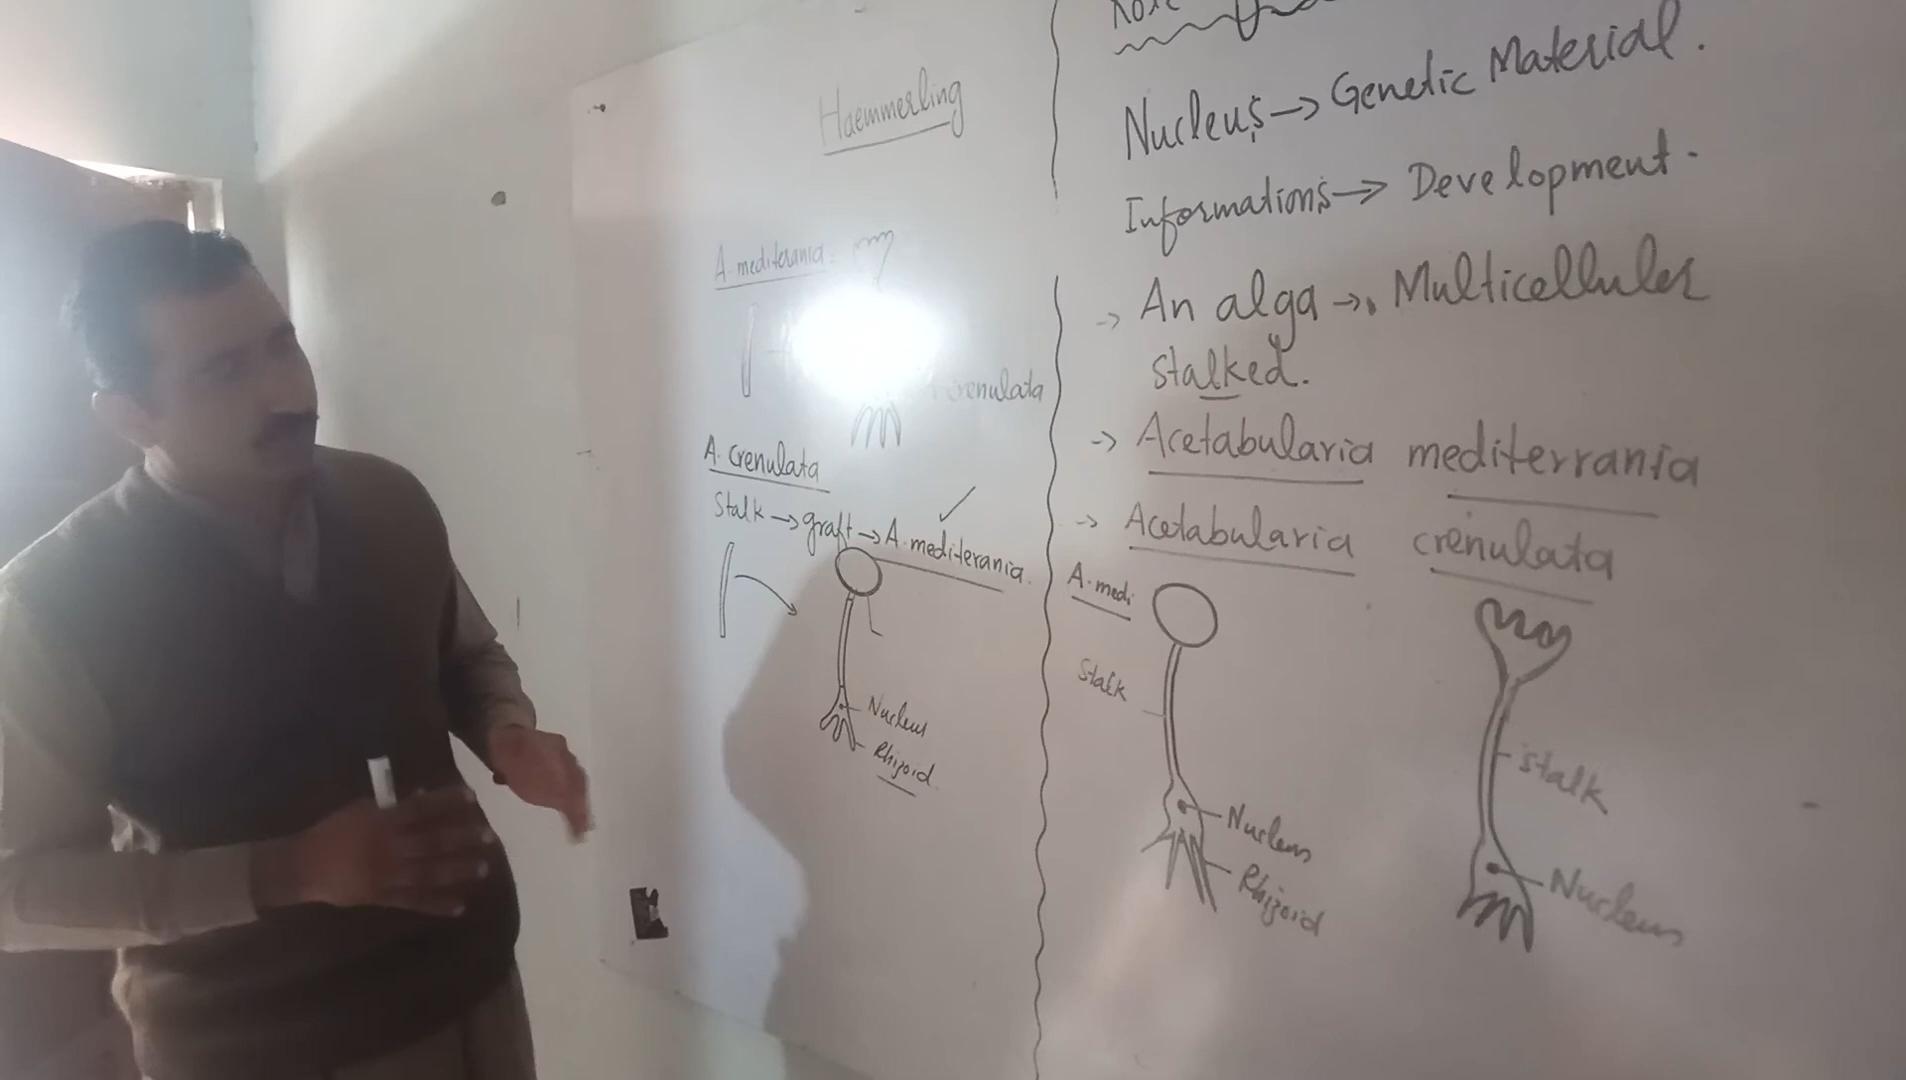 Haemmerling
A. mediterania
crenulata
A. Crenulata
Stalk → graft → A. mediterania.
Nucleus
Rhizoid
Nucleus → Genetic Material.
Informations → Development.
→ An alga → Multicelluler
stalked.
→ Acetabularia mediterrania
→ Acetabularia crenulata
A. medi
Stalk
Nucleus
Rhizoid
Stalk
Nucleus